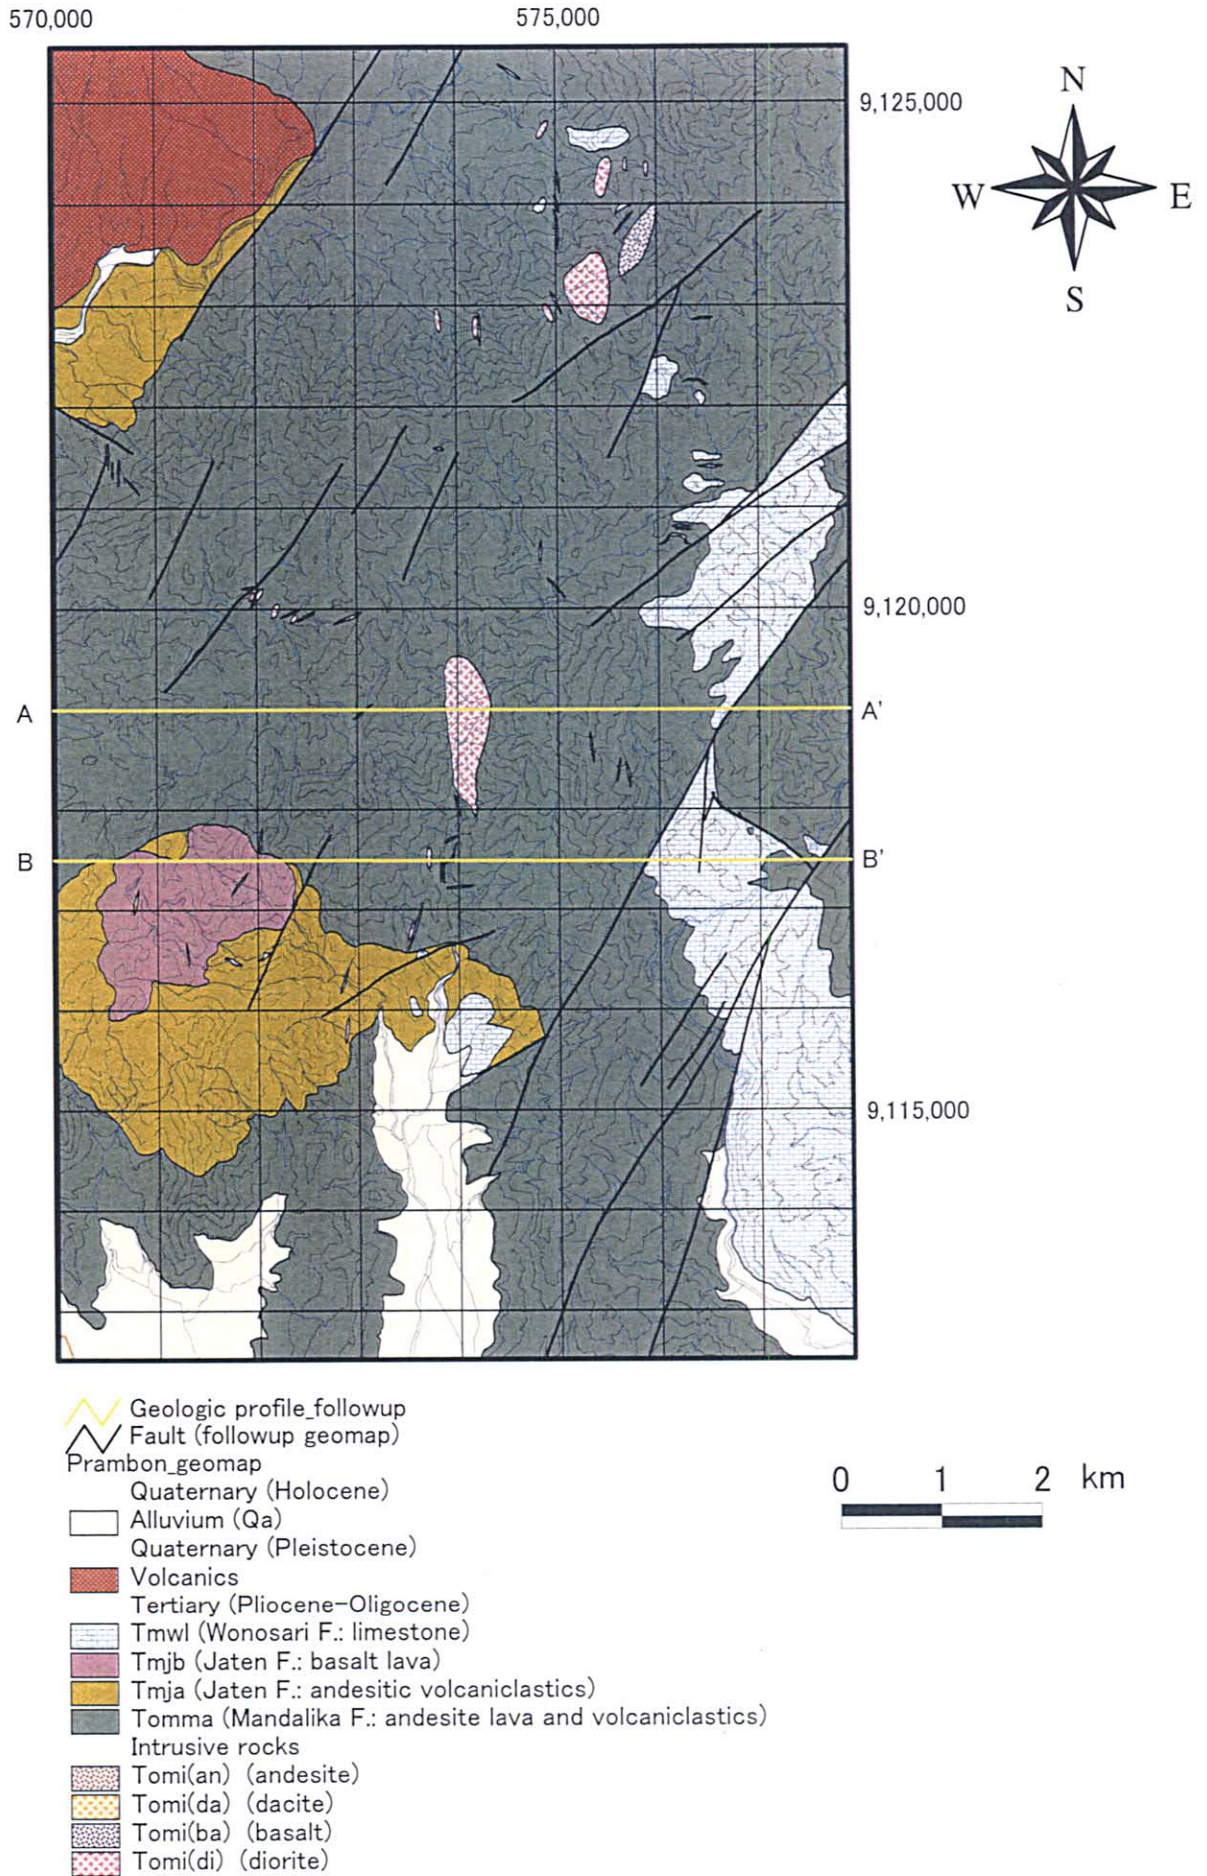 570,000 575,000
N
9,125,000
W E
S
9,120,000
A A'
B B'
9,115,000
Geologic profile_followup
Fault (followup geomap)
Prambon_geomap
Quaternary (Holocene)
Alluvium (Qa)
Quaternary (Pleistocene)
Volcanics
Tertiary (Pliocene-Oligocene)
Tmwl (Wonosari F.: limestone)
Tmjb (Jaten F.: basalt lava)
Tmja (Jaten F.: andesitic volcaniclastics)
Tomma (Mandalika F.: andesite lava and volcaniclastics)
Intrusive rocks
Tomi(an) (andesite)
Tomi(da) (dacite)
Tomi(ba) (basalt)
Tomi(di) (diorite)
0 1 2 km